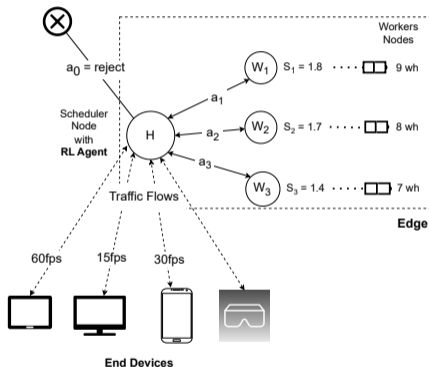 Workers
Nodes
a0 = reject
W1
S1 = 1.8
9 wh
a1
Scheduler
Node
with
RL Agent
H
a2
W2
S2 = 1.7
8 wh
a3
W3
S3 = 1.4
7 wh
Traffic Flows
Edge
60fps
15fps
30fps
End Devices